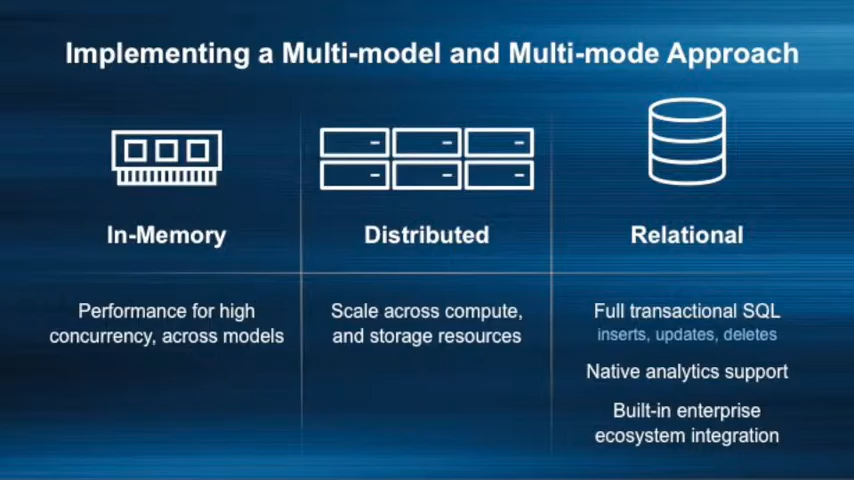 Implementing a Multi-model and Multi-mode Approach
In-Memory
Performance for high
concurrency, across models
Distributed
Scale across compute,
and storage resources
Relational
Full transactional SQL
inserts, updates, deletes
Native analytics support
Built-in enterprise
ecosystem integration